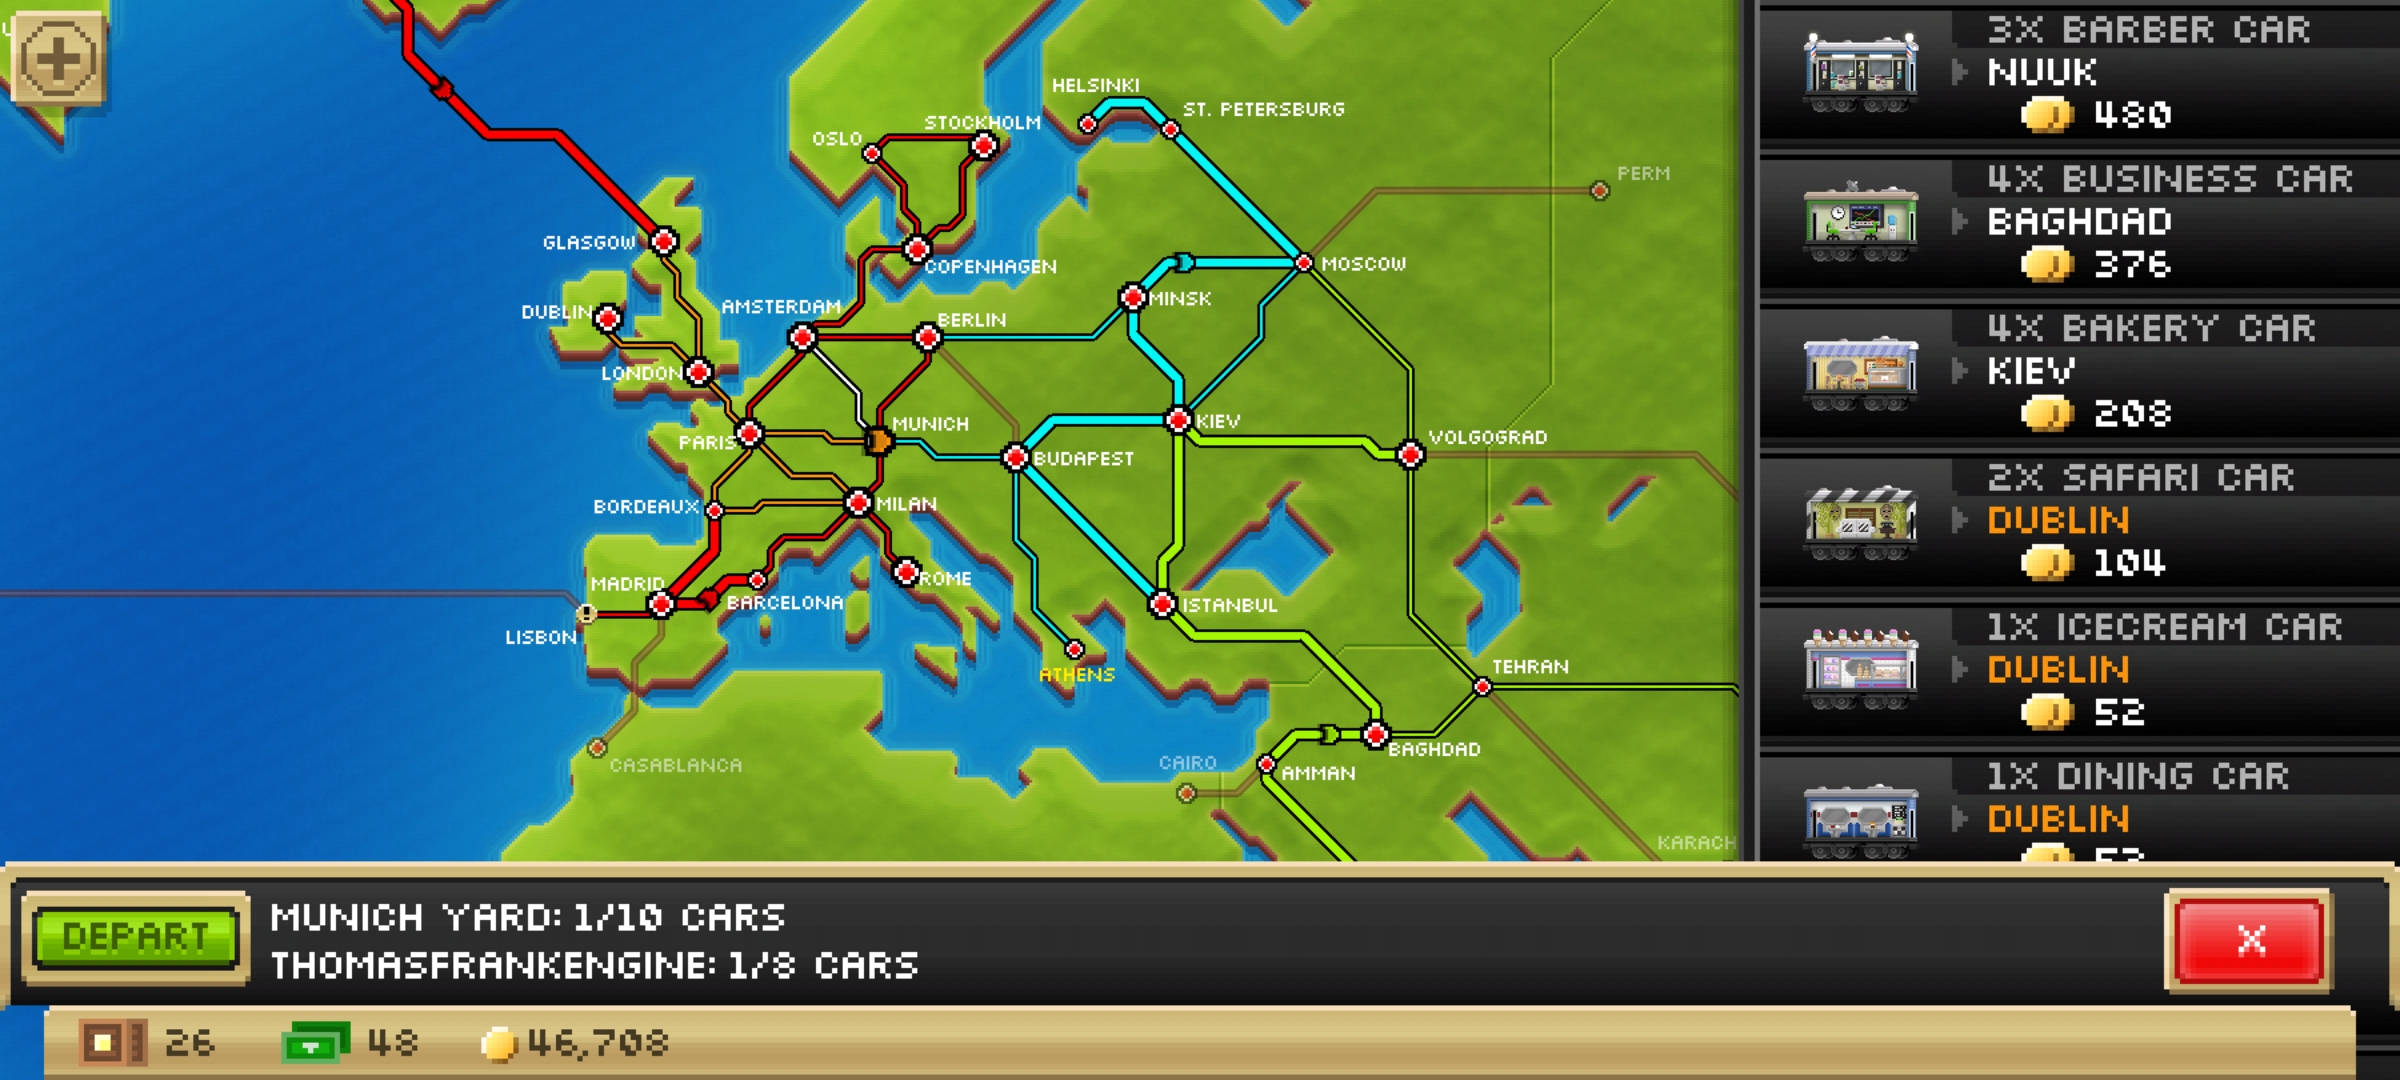 HELSINKI
ST. PETERSBURG
STOCKHOLM
OSLO
PERM
GLASGOW
COPENHAGEN
MOSCOW
DUBLIN
AMSTERDAM
BERLIN
MINSK
LONDON
MUNICH
KIEV
PARIS
BUDAPEST
VOLGOGRAD
BORDEAUX
MILAN
MADRID
ROME
BARCELONA
ISTANBUL
LISBON
ATHENS
TEHRAN
CASABLANCA
CAIRO
AMMAN
BAGHDAD
KARACH
3X BARBER CAR
NUUK
480
4X BUSINESS CAR
BAGHDAD
376
4X BAKERY CAR
KIEV
208
2X SAFARI CAR
DUBLIN
104
1X ICECREAM CAR
DUBLIN
52
1X DINING CAR
DUBLIN
DEPART
MUNICH YARD: 1/10 CARS
THOMASFRANKENGINE: 1/8 CARS
X
26
48
46,708